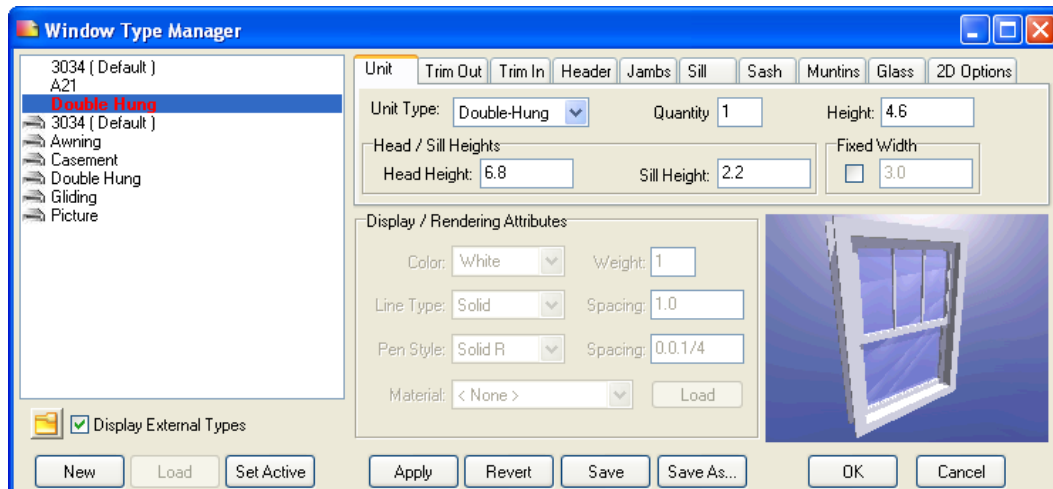 Window Type Manager
3034 ( Default )
A21
Double Hung
3034 ( Default )
Awning
Casement
Double Hung
Gliding
Picture
Display External Types
New Load Set Active
Unit Trim Out Trim In Header Jambs Sill Sash Muntins Glass 2D Options
Unit Type: Double-Hung Quantity 1 Height: 4.6
Head / Sill Heights Fixed Width
Head Height: 6.8 Sill Height: 2.2 3.0
Display / Rendering Attributes
Color: White Weight: 1
Line Type: Solid Spacing: 1.0
Pen Style: Solid R Spacing: 0.0.1/4
Material: < None > Load
Apply Revert Save Save As... OK Cancel